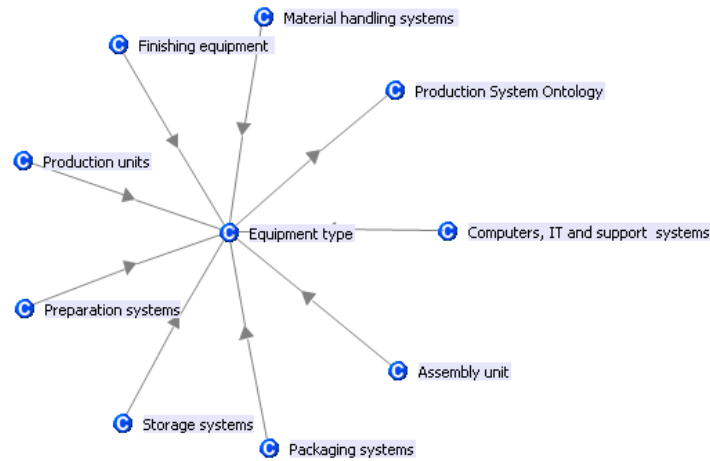 Material handling systems
Finishing equipment
Production System Ontology
Production units
Equipment type
Computers, IT and support systems
Preparation systems
Assembly unit
Storage systems
Packaging systems